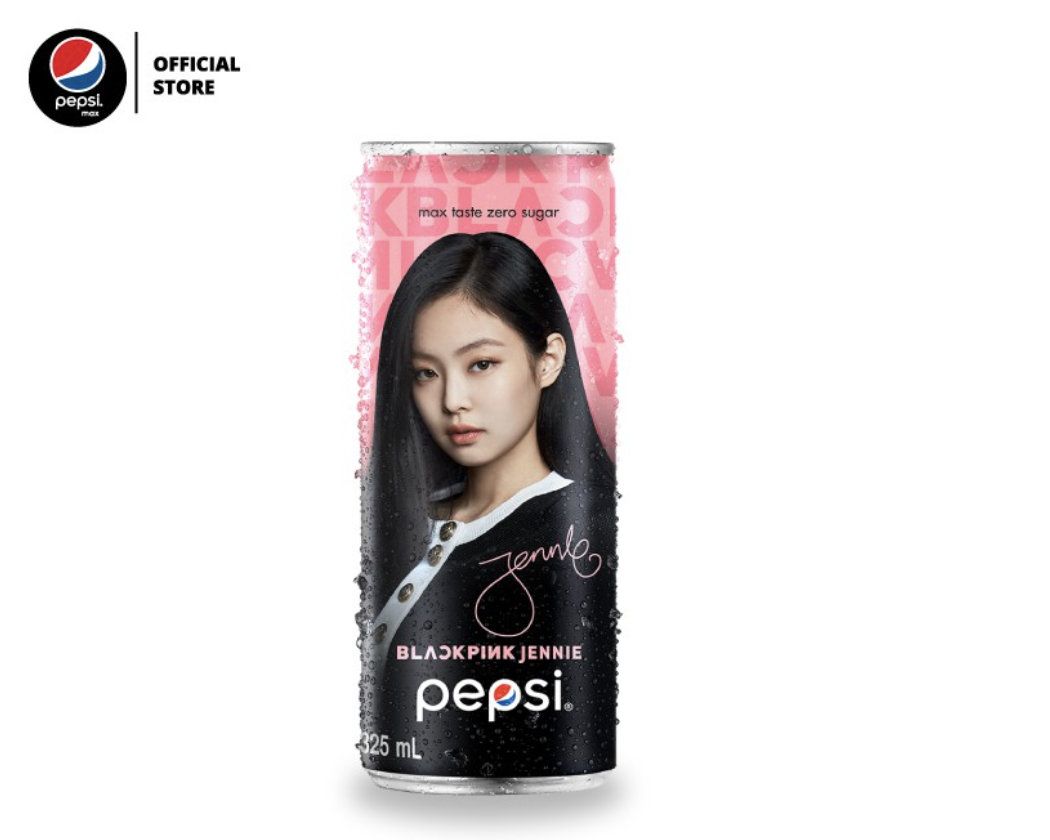 pepsi.
max
OFFICIAL
STORE
max taste zero sugar
Jennie
BLACKPINK JENNIE
pepsi®
325 mL